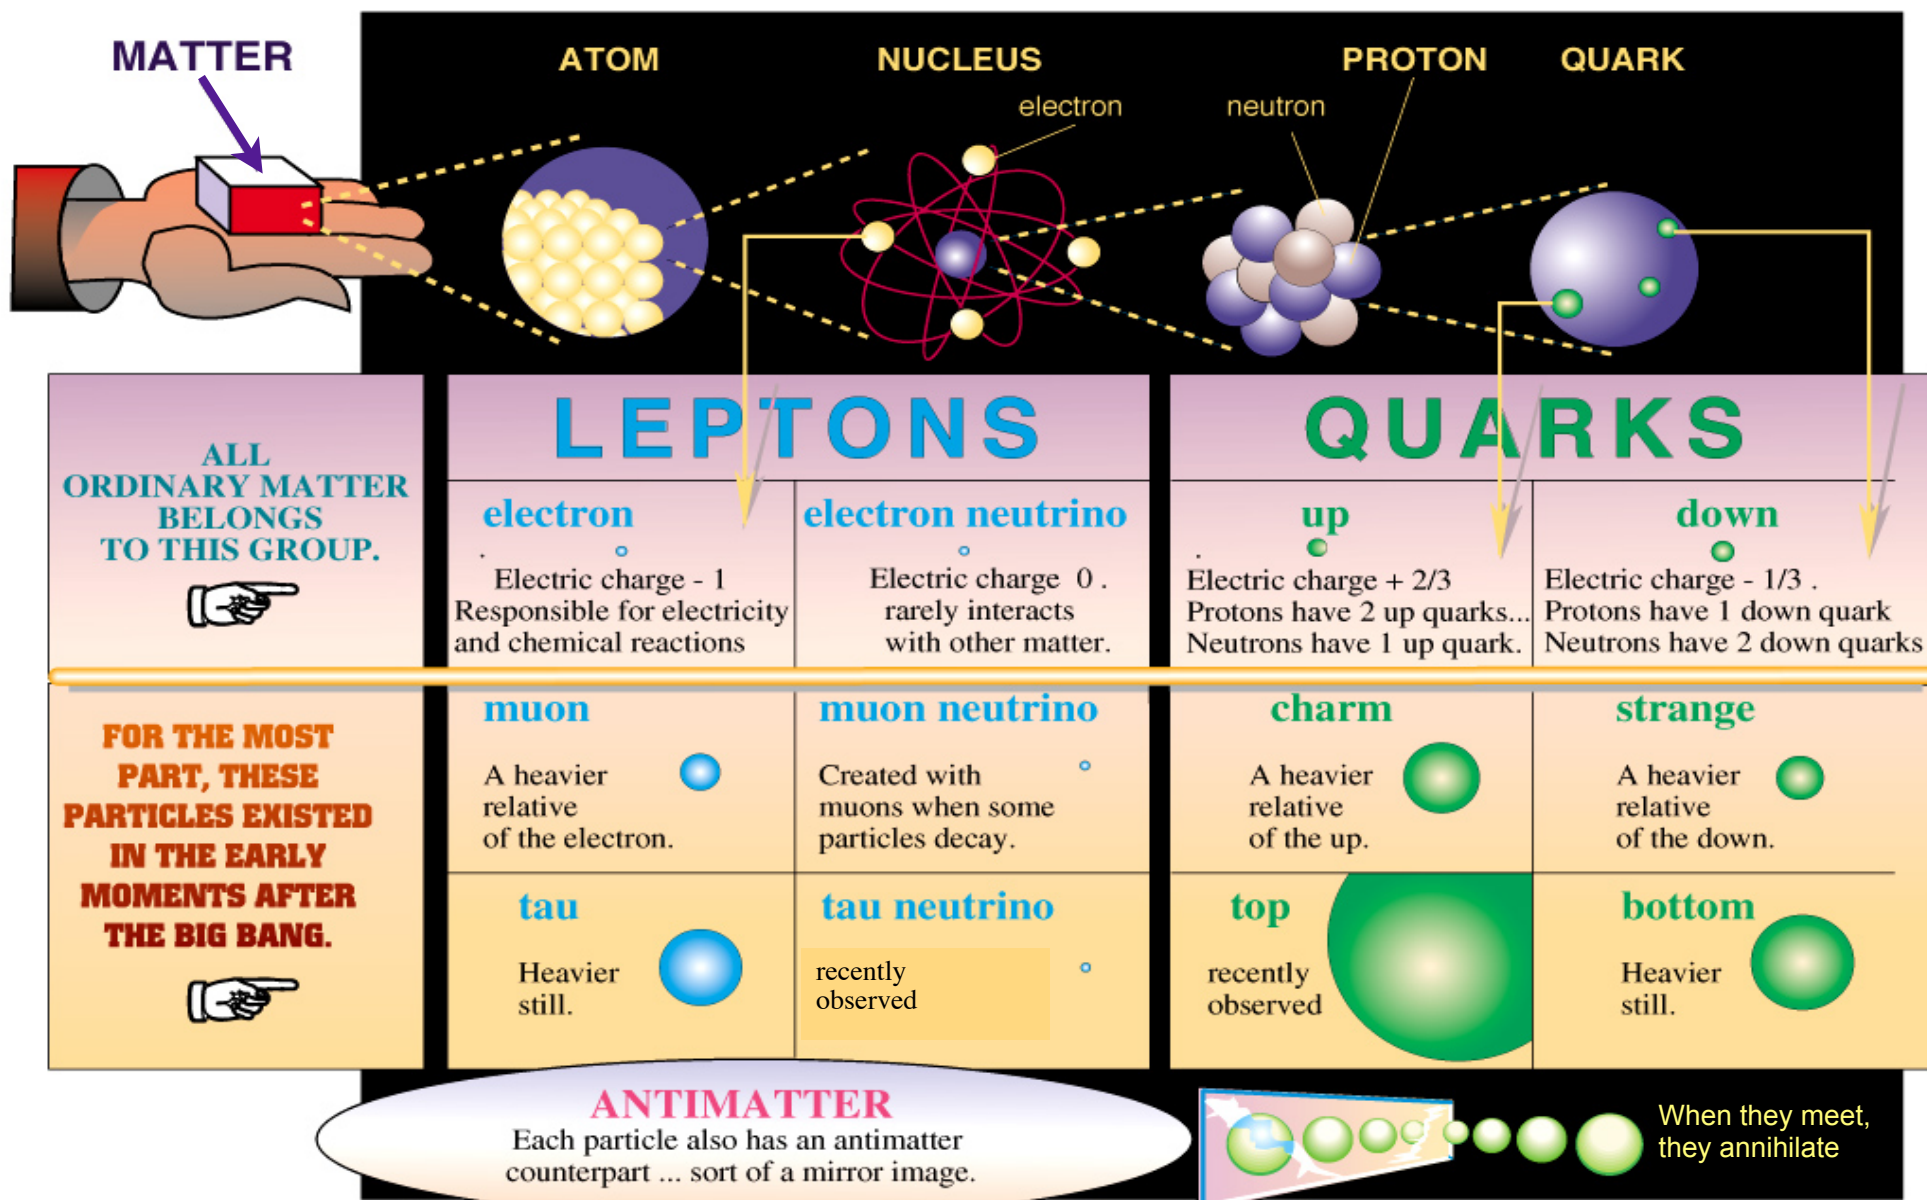 MATTER
ATOM
NUCLEUS
PROTON
QUARK
electron
neutron
ALL
ORDINARY MATTER
BELONGS
TO THIS GROUP.
LEPTONS
electron
Electric charge - 1
Responsible for electricity
and chemical reactions
electron neutrino
Electric charge 0 .
rarely interacts
with other matter.
QUARKS
up
Electric charge + 2/3
Protons have 2 up quarks...
Neutrons have 1 up quark.
down
Electric charge - 1/3 .
Protons have 1 down quark
Neutrons have 2 down quarks
FOR THE MOST
PART, THESE
PARTICLES EXISTED
IN THE EARLY
MOMENTS AFTER
THE BIG BANG.
muon
A heavier
relative
of the electron.
muon neutrino
Created with
muons when some
particles decay.
charm
A heavier
relative
of the up.
strange
A heavier
relative
of the down.
tau
Heavier
still.
tau neutrino
recently
observed
top
recently
observed
bottom
Heavier
still.
ANTIMATTER
Each particle also has an antimatter
counterpart ... sort of a mirror image.
When they meet,
they annihilate